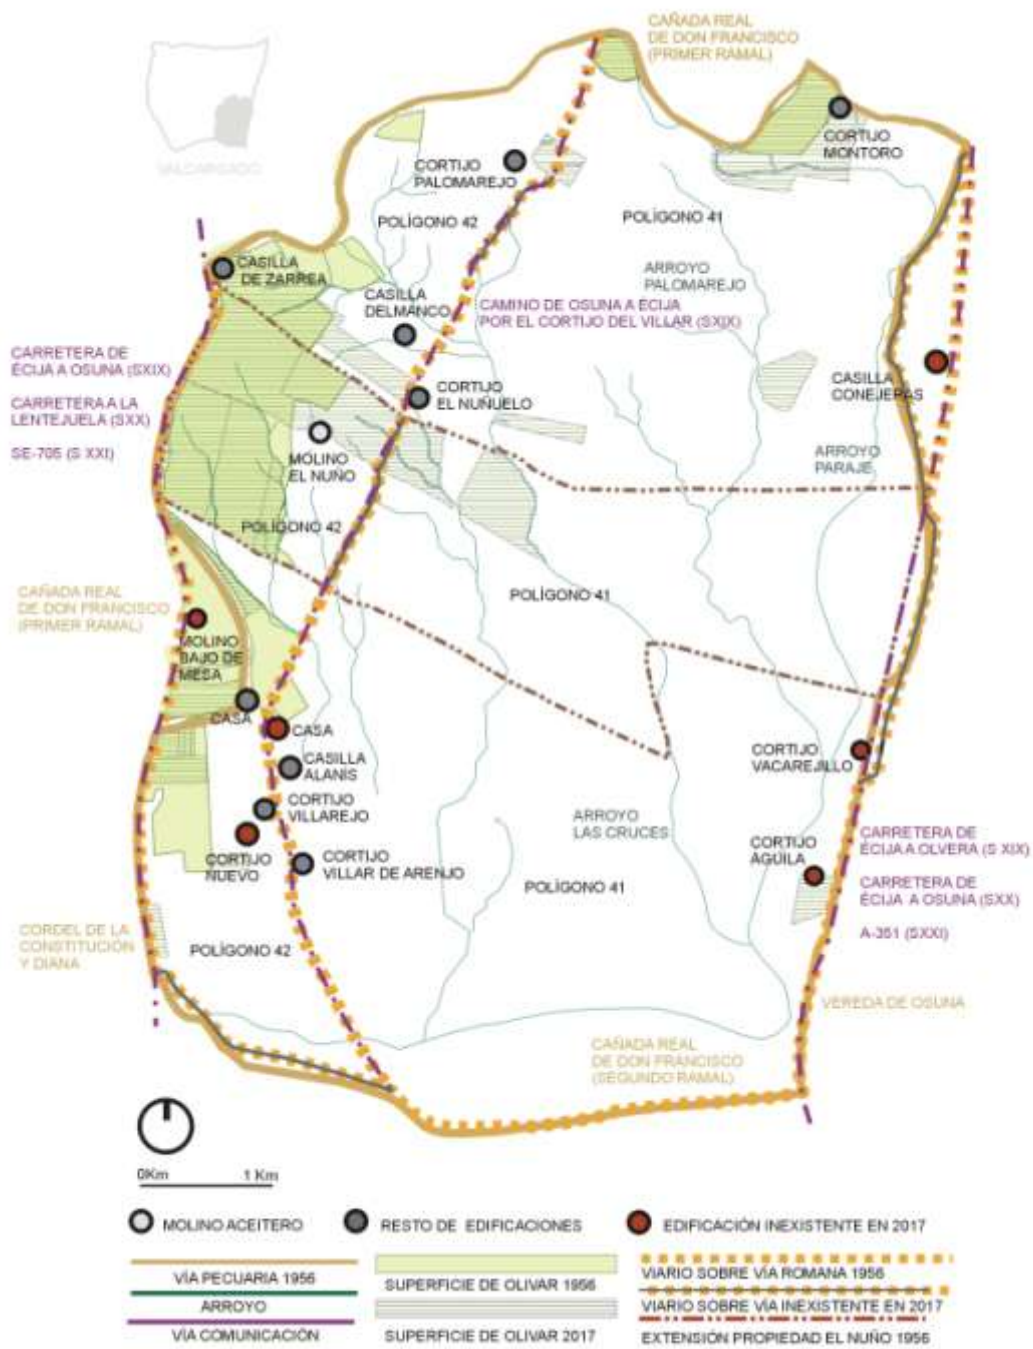 CAÑADA REAL
DE DON FRANCISCO
(PRIMER RAMAL)
VALCARGADO
CORTIJO
MONTORO
CORTIJO
PALOMAREJO
POLÍGONO 42
POLÍGONO 41
CASILLA
DE ZARREA
ARROYO
PALOMAREJO
CASILLA
DELMANCO
CAMINO DE OSUNA A ÉCIJA
POR EL CORTIJO DEL VILLAR (SXIX)
CARRETERA DE
ÉCIJA A OSUNA (SXIX)
CARRETERA A LA
LENTEJUELA (SXX)
SE-705 (S XXI)
CORTIJO
EL NUÑUELO
CASILLA
CONEJEPAS
MOLINO
EL NUÑO
ARROYO
PARAJE
POLÍGONO 42
POLÍGONO 41
CAÑADA REAL
DE DON FRANCISCO
(PRIMER RAMAL)
MOLINO
BAJO DE
MESA
CASA
CASA
CASILLA
ALANÍS
CORTIJO
VACAREJILLO
CORTIJO
VILLAREJO
ARROYO
LAS CRUCES
CORTIJO
NUEVO
CORTIJO
VILLAR DE ARENJO
CORTIJO
AGÜILA
CARRETERA DE
ÉCIJA A OLVERA (S XIX)
CARRETERA DE
ÉCIJA A OSUNA (SXX)
A-351 (SXXI)
POLÍGONO 41
CORDEL DE LA
CONSTITUCIÓN
Y DIANA
POLÍGONO 42
VEREDA DE OSUNA
CAÑADA REAL
DE DON FRANCISCO
(SEGUNDO RAMAL)
0Km 1 Km
MOLINO ACEITERO
RESTO DE EDIFICACIONES
EDIFICACIÓN INEXISTENTE EN 2017
VÍA PECUARIA 1956
SUPERFICIE DE OLIVAR 1956
VIARIO SOBRE VÍA ROMANA 1956
ARROYO
VIARIO SOBRE VÍA INEXISTENTE EN 2017
VÍA COMUNICACIÓN
SUPERFICIE DE OLIVAR 2017
EXTENSIÓN PROPIEDAD EL NUÑO 1956